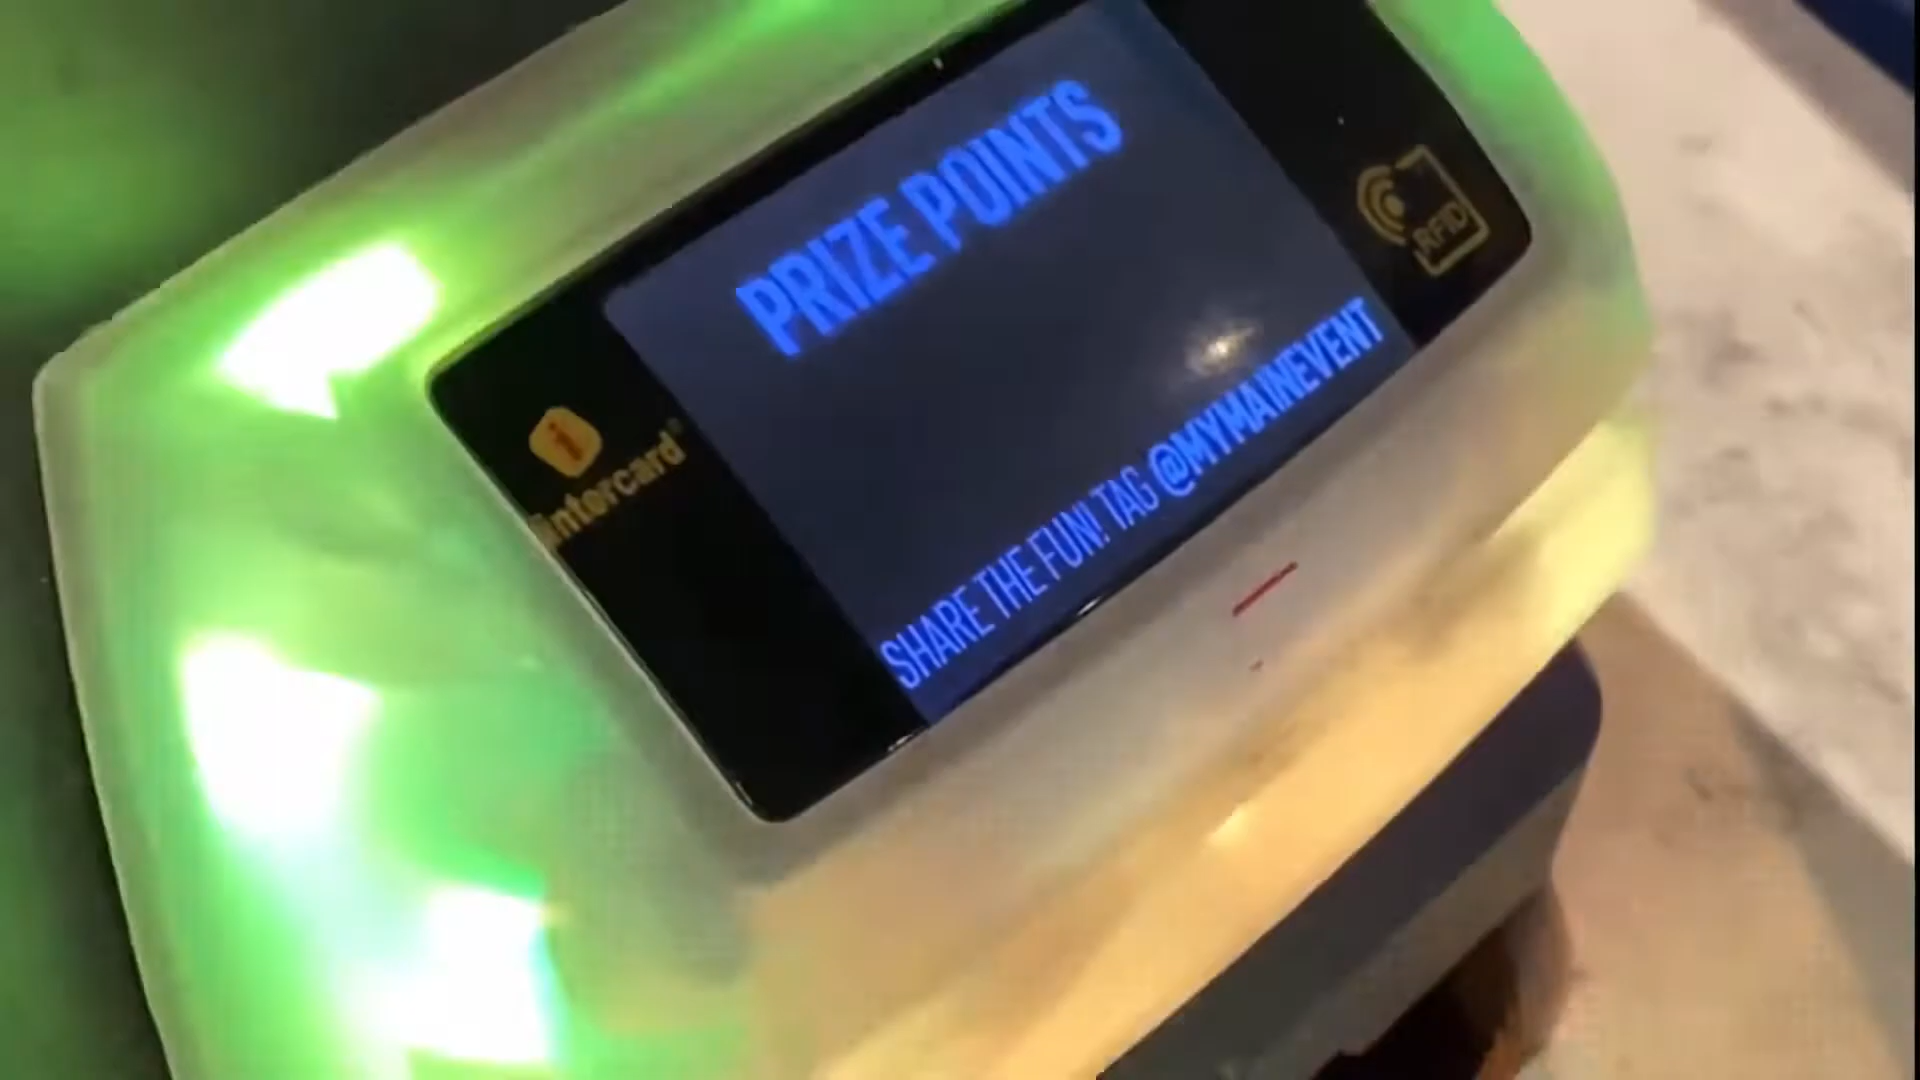 PRIZE POINTS
RFID
i
intercard®
SHARE THE FUN! TAG @MYMAINEVENT